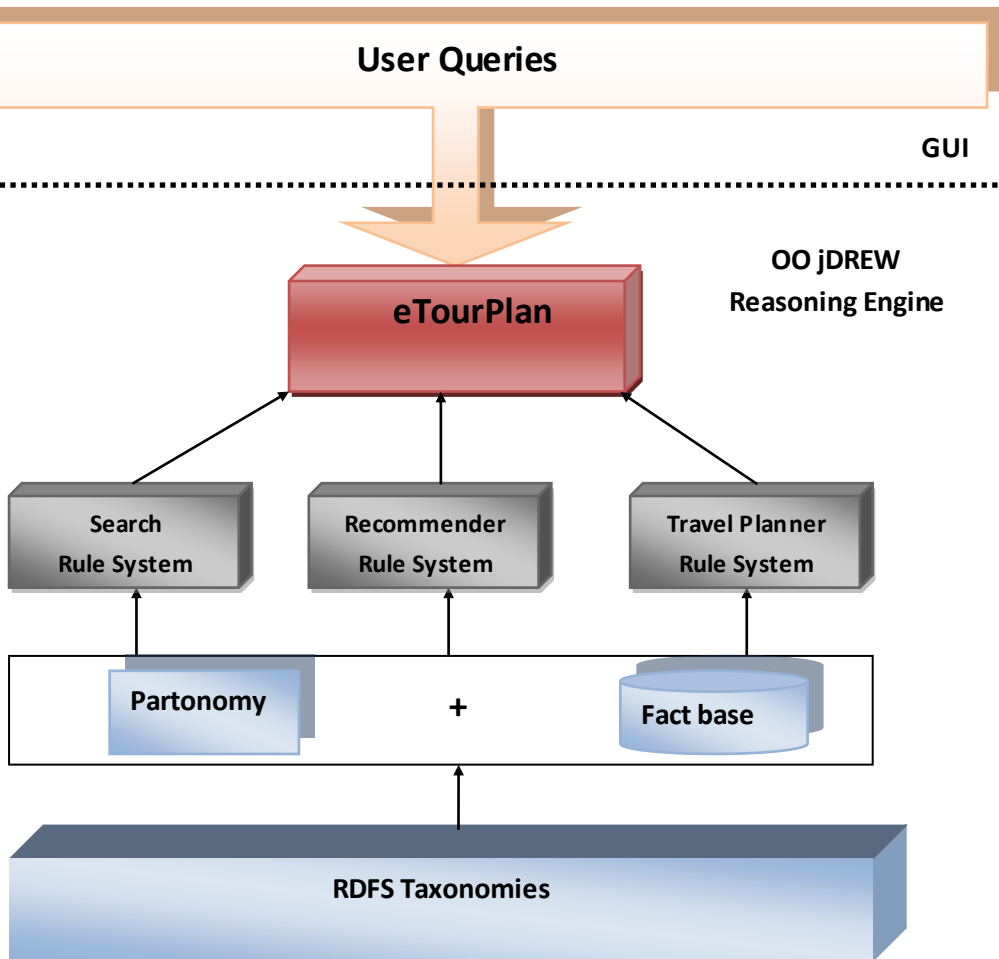 User Queries
GUI
OO jDREW
Reasoning Engine
eTourPlan
Search
Rule System
Recommender
Rule System
Travel Planner
Rule System
Partonomy
+
Fact base
RDFS Taxonomies